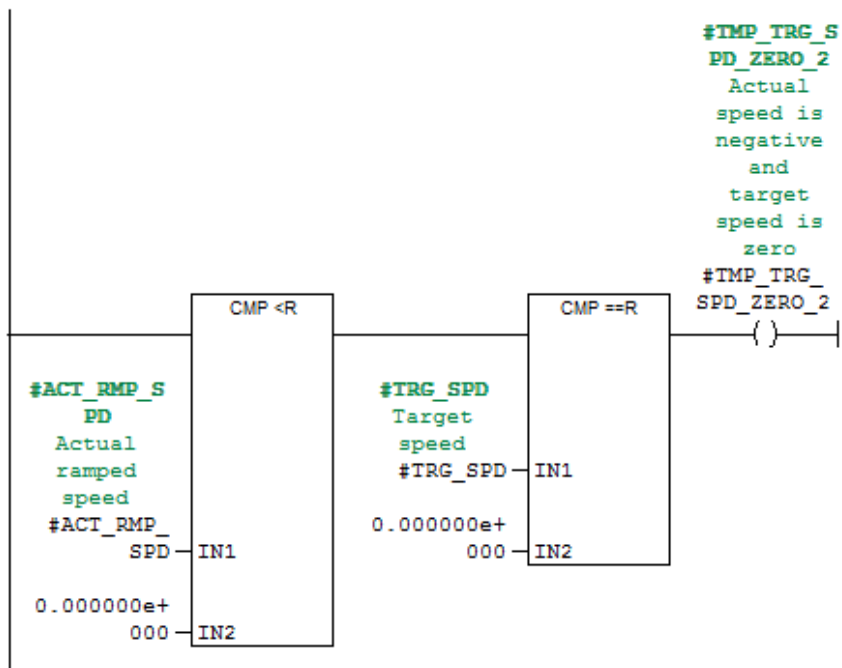 #TMP_TRG_S
PD_ZERO_2
Actual
speed is
negative
and
target
speed is
zero
#TMP_TRG_
SPD_ZERO_2
CMP <R
CMP ==R
#ACT_RMP_S
PD
Actual
ramped
speed
#ACT_RMP_
SPD
IN1
0.000000e+
000
IN2
#TRG_SPD
Target
speed
#TRG_SPD
IN1
0.000000e+
000
IN2